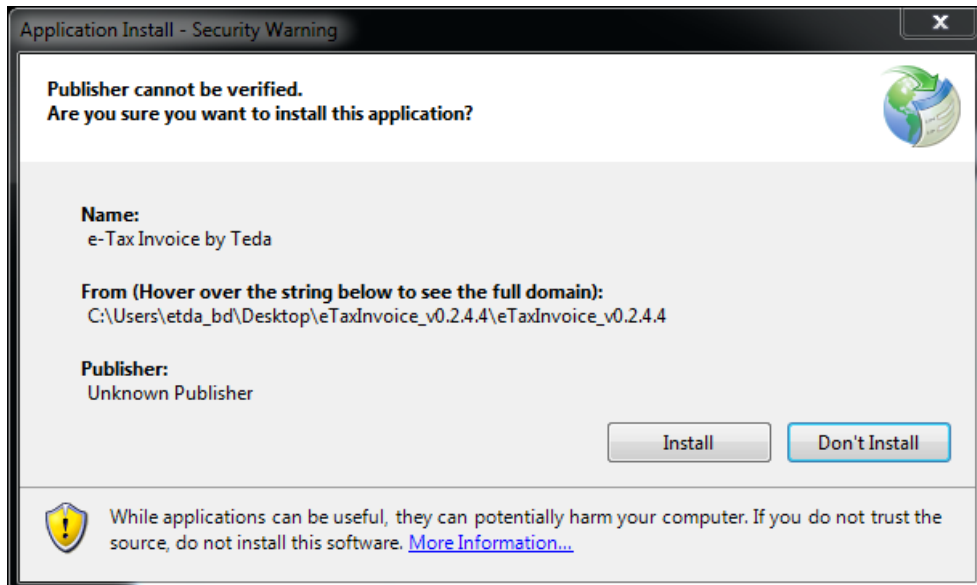 Application Install - Security Warning
Publisher cannot be verified.
Are you sure you want to install this application?
Name:
e-Tax Invoice by Teda
From (Hover over the string below to see the full domain):
C:\Users\etda_bd\Desktop\eTaxInvoice_v0.2.4.4\eTaxInvoice_v0.2.4.4
Publisher:
Unknown Publisher
Install
Don't Install
While applications can be useful, they can potentially harm your computer. If you do not trust the
source, do not install this software. More Information...